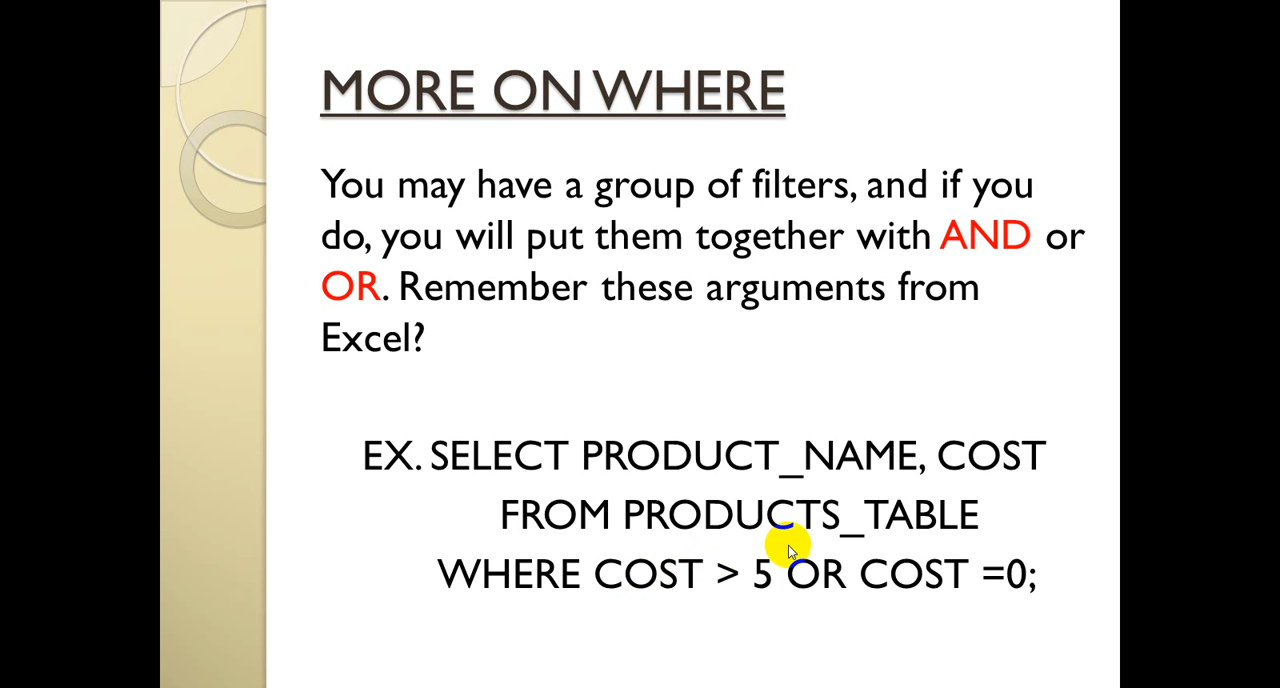 MORE ON WHERE
You may have a group of filters, and if you
do, you will put them together with AND or
OR. Remember these arguments from
Excel?
EX. SELECT PRODUCT_NAME, COST
FROM PRODUCTS_TABLE
WHERE COST > 5 OR COST =0;